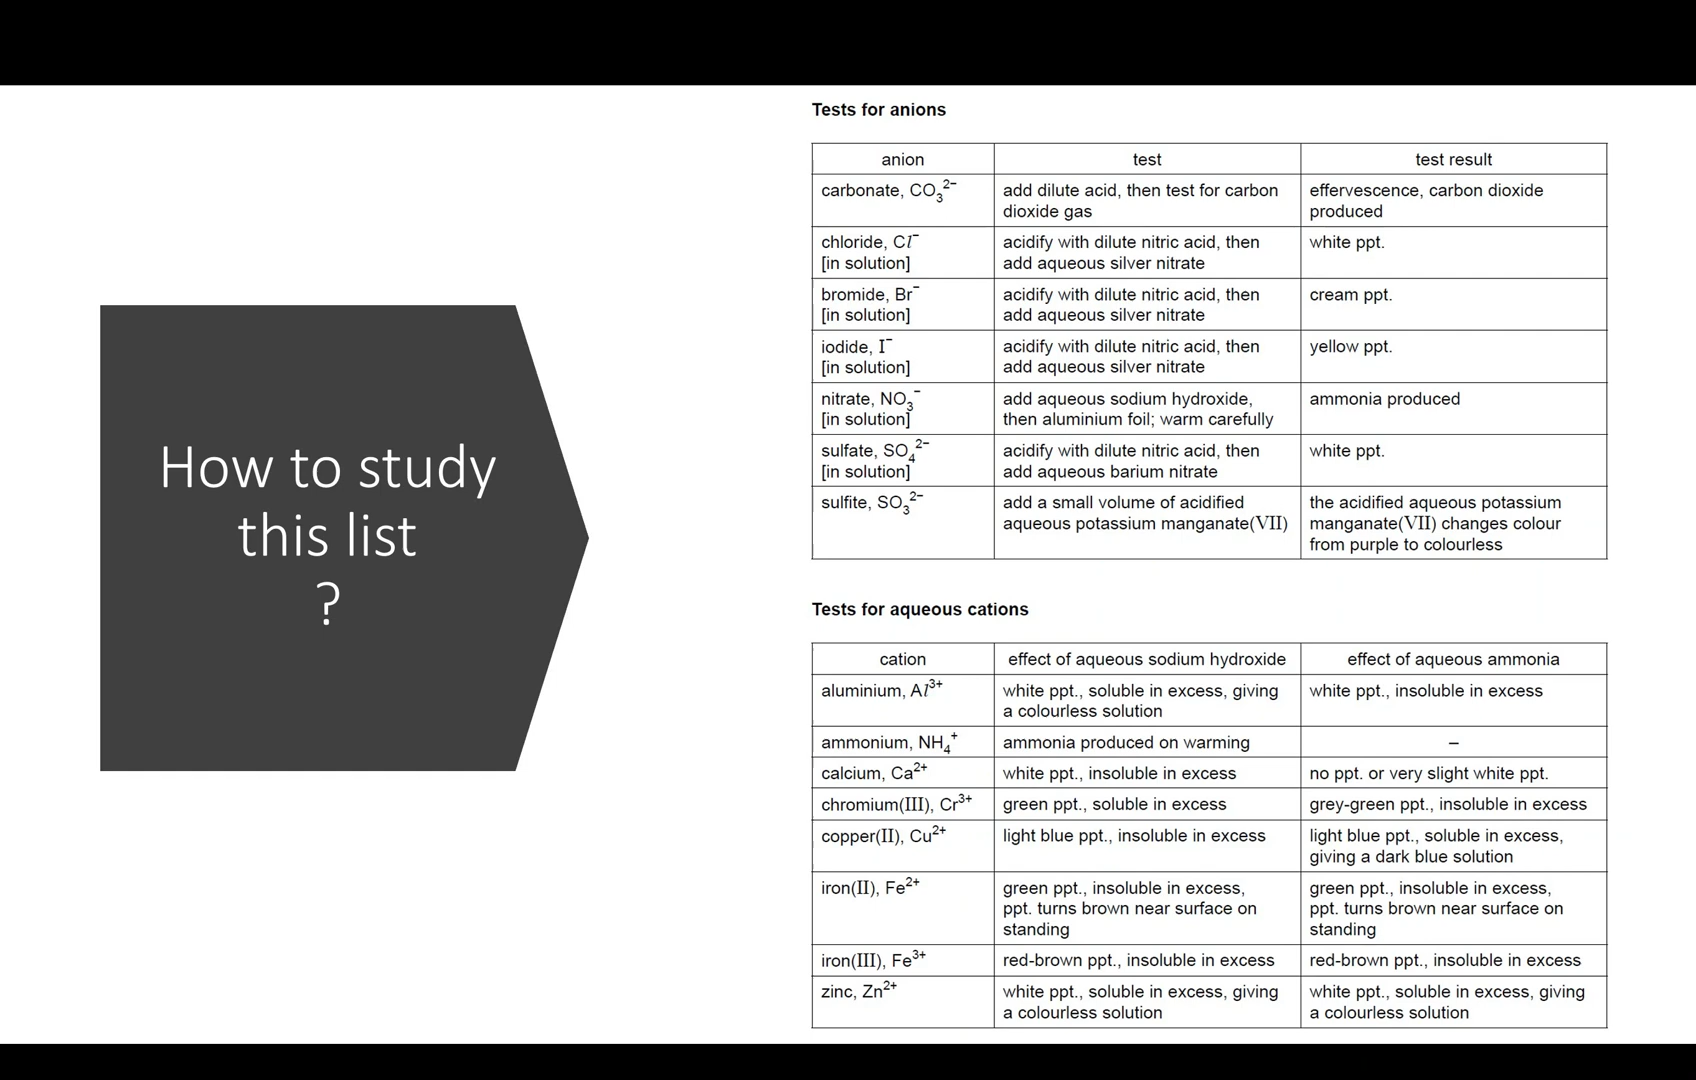 How to study
this list
?
Tests for anions
anion test test result
carbonate, CO₃²⁻ add dilute acid, then test for carbon effervescence, carbon dioxide
dioxide gas produced
chloride, Cl⁻ acidify with dilute nitric acid, then white ppt.
[in solution] add aqueous silver nitrate
bromide, Br⁻ acidify with dilute nitric acid, then cream ppt.
[in solution] add aqueous silver nitrate
iodide, I⁻ acidify with dilute nitric acid, then yellow ppt.
[in solution] add aqueous silver nitrate
nitrate, NO₃⁻ add aqueous sodium hydroxide, ammonia produced
[in solution] then aluminium foil; warm carefully
sulfate, SO₄²⁻ acidify with dilute nitric acid, then white ppt.
[in solution] add aqueous barium nitrate
sulfite, SO₃²⁻ add a small volume of acidified the acidified aqueous potassium
aqueous potassium manganate(VII) manganate(VII) changes colour
from purple to colourless
Tests for aqueous cations
cation effect of aqueous sodium hydroxide effect of aqueous ammonia
aluminium, Al³⁺ white ppt., soluble in excess, giving white ppt., insoluble in excess
a colourless solution
ammonium, NH₄⁺ ammonia produced on warming –
calcium, Ca²⁺ white ppt., insoluble in excess no ppt. or very slight white ppt.
chromium(III), Cr³⁺ green ppt., soluble in excess grey-green ppt., insoluble in excess
copper(II), Cu²⁺ light blue ppt., insoluble in excess light blue ppt., soluble in excess,
giving a dark blue solution
iron(II), Fe²⁺ green ppt., insoluble in excess, green ppt., insoluble in excess,
ppt. turns brown near surface on ppt. turns brown near surface on
standing standing
iron(III), Fe³⁺ red-brown ppt., insoluble in excess red-brown ppt., insoluble in excess
zinc, Zn²⁺ white ppt., soluble in excess, giving white ppt., soluble in excess, giving
a colourless solution a colourless solution